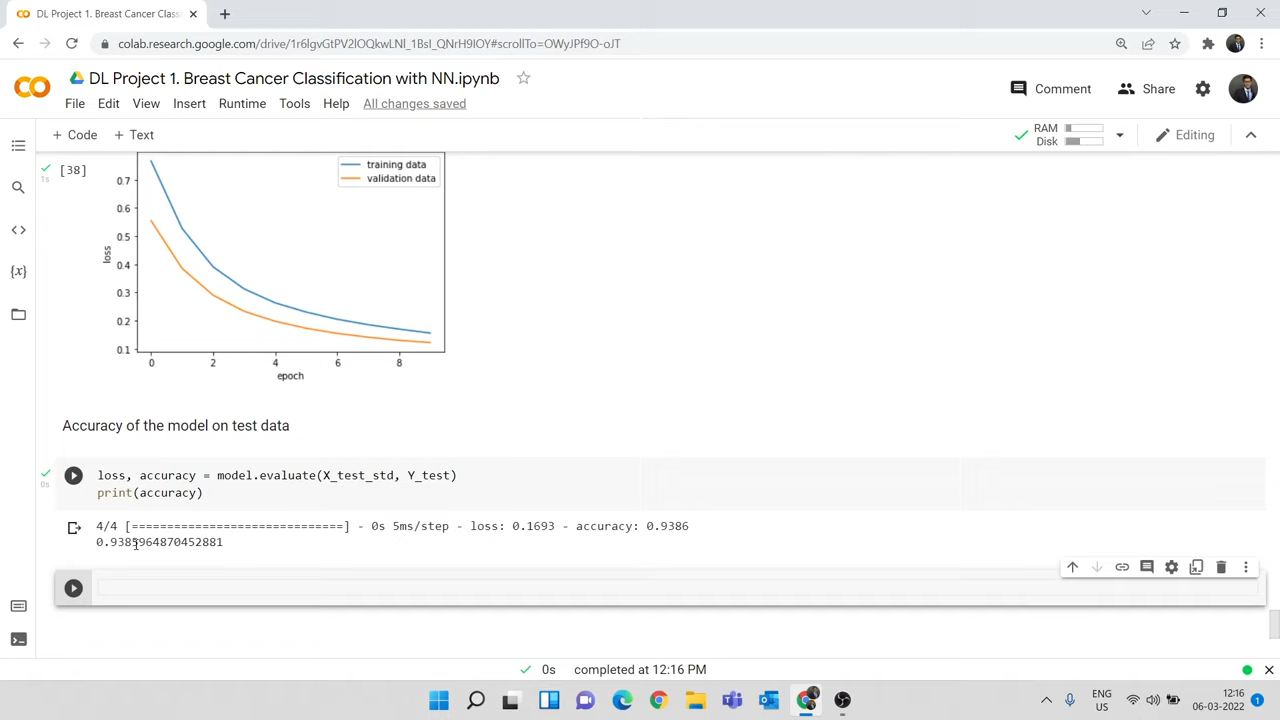 DL Project 1. Breast Cancer Class
colab.research.google.com/drive/1r6lgvGtPV2lOQkwLNl_1BsI_QNrH9IOY#scrollTo=OWyJPf9O-oJT
DL Project 1. Breast Cancer Classification with NN.ipynb
File Edit View Insert Runtime Tools Help All changes saved
Comment Share
+ Code + Text
RAM
Disk
Editing
[38]
1s
training data
validation data
0.7
0.6
0.5
0.4
0.3
0.2
0.1
loss
0 2 4 6 8
epoch
Accuracy of the model on test data
0s
loss, accuracy = model.evaluate(X_test_std, Y_test)
print(accuracy)
4/4 [==============================] - 0s 5ms/step - loss: 0.1693 - accuracy: 0.9386
0.9385964870452881
0s completed at 12:16 PM
ENG
US
12:16
06-03-2022
1